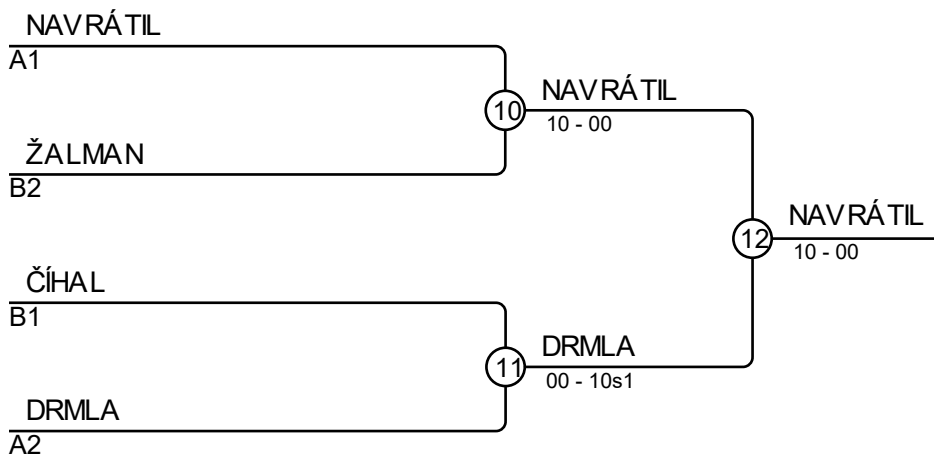 NAVRÁTIL
A1
10
NAVRÁTIL
10 - 00
ŽALMAN
B2
12
NAVRÁTIL
10 - 00
ČÍHAL
B1
11
DRMLA
00 - 10s1
DRMLA
A2